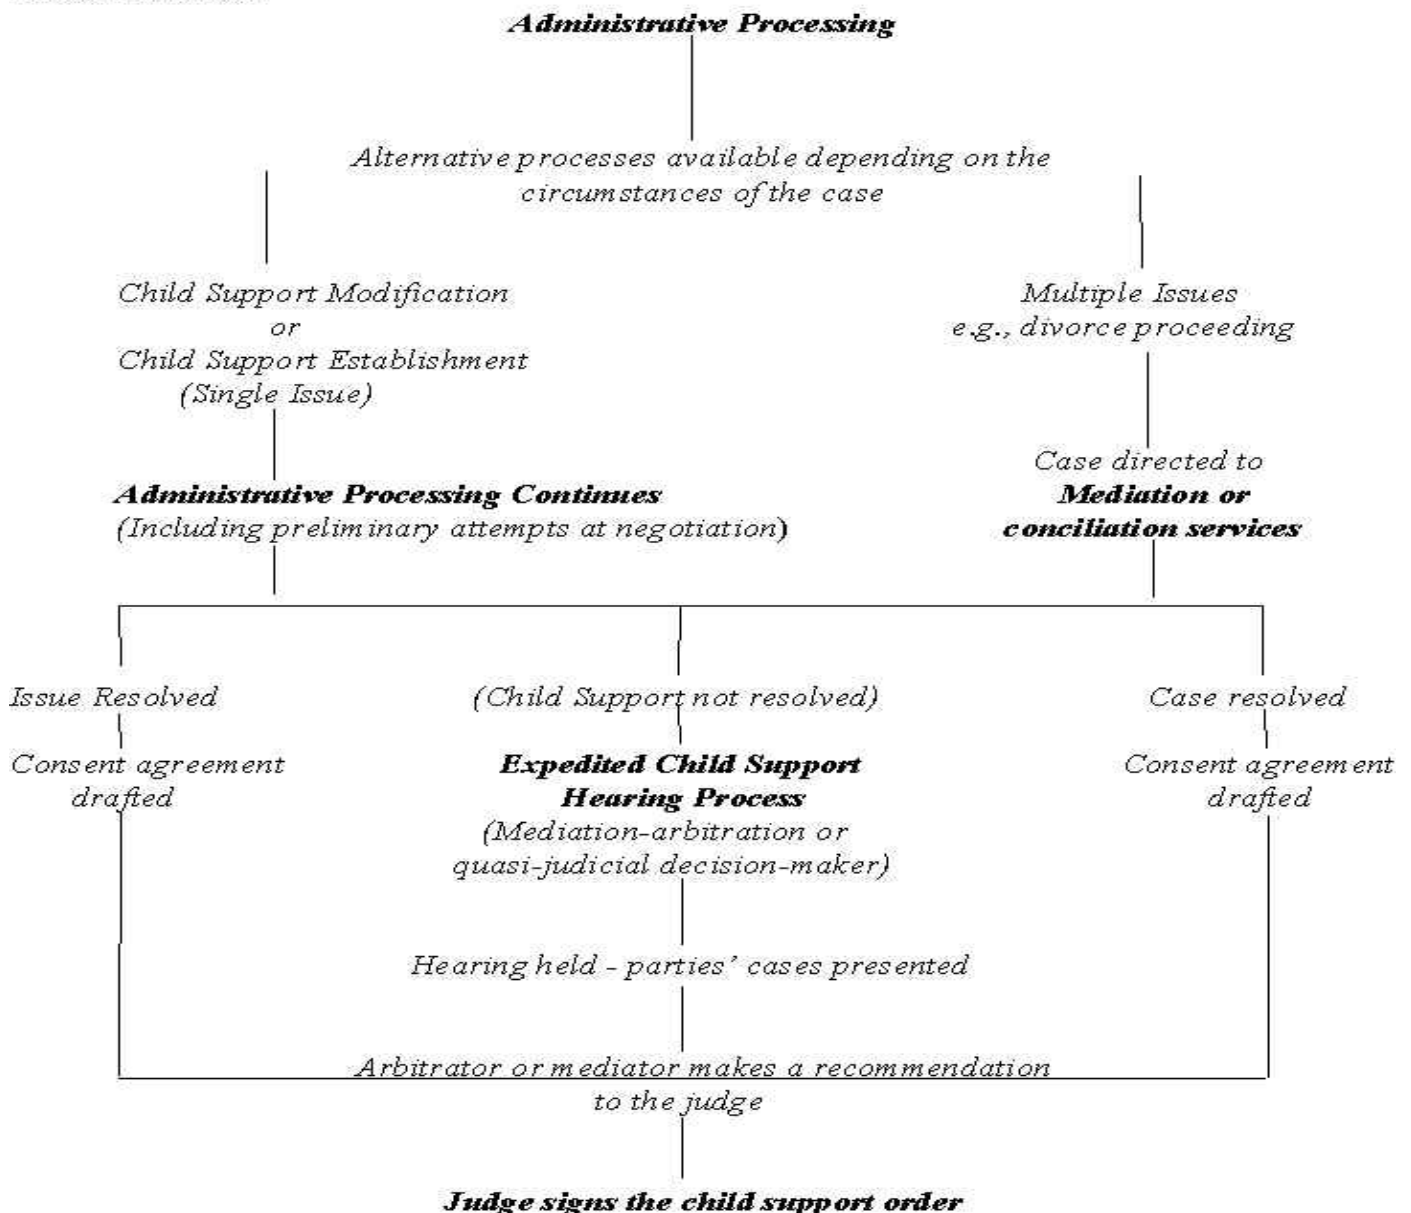 Administrative Processing
Alternative processes available depending on the
circumstances of the case
Child Support Modification
or
Child Support Establishment
(Single Issue)
Multiple Issues
e.g., divorce proceeding
Administrative Processing Continues
(Including preliminary attempts at negotiation)
Case directed to
Mediation or
conciliation services
Issue Resolved
Consent agreement
drafted
(Child Support not resolved)
Expedited Child Support
Hearing Process
(Mediation-arbitration or
quasi-judicial decision-maker)
Case resolved
Consent agreement
drafted
Hearing held - parties’ cases presented
Arbitrator or mediator makes a recommendation
to the judge
Judge signs the child support order